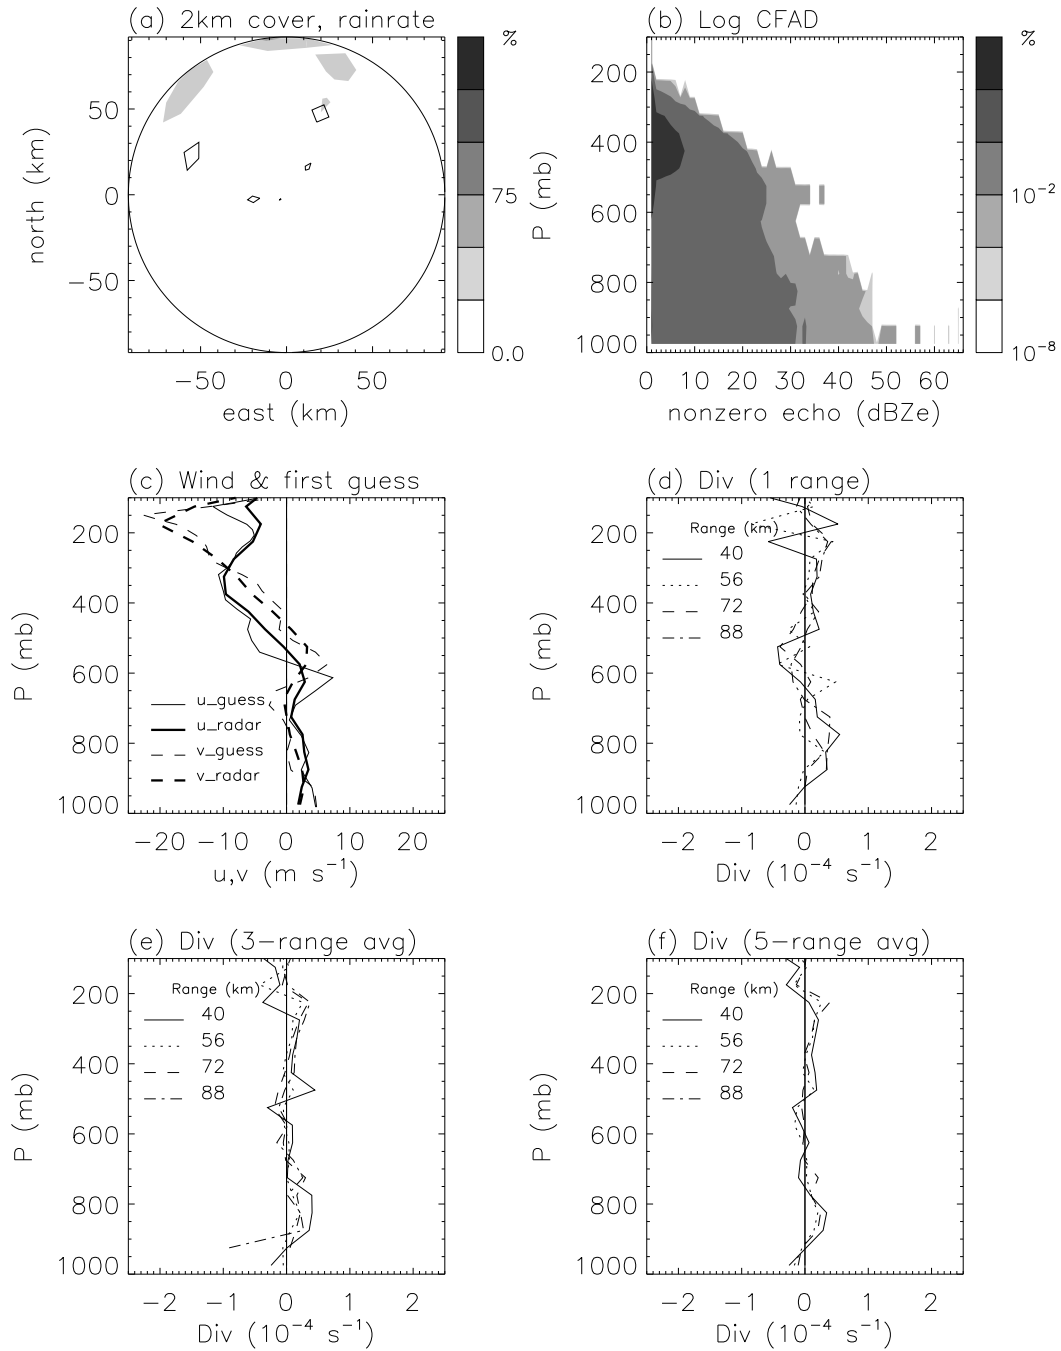 (a) 2km cover, rainrate
north (km)
50
0
−50
−50 0 50
east (km)
%
75
0.0
(b) Log CFAD
P (mb)
200
400
600
800
1000
0 10 20 30 40 50 60
nonzero echo (dBZe)
%
10−2
10−8
(c) Wind & first guess
P (mb)
200
400
600
800
1000
u_guess
u_radar
v_guess
v_radar
−20 −10 0 10 20
u,v (m s−1)
(d) Div (1 range)
P (mb)
200
400
600
800
1000
Range (km)
40
56
72
88
−2 −1 0 1 2
Div (10−4 s−1)
(e) Div (3−range avg)
P (mb)
200
400
600
800
1000
Range (km)
40
56
72
88
−2 −1 0 1 2
Div (10−4 s−1)
(f) Div (5−range avg)
P (mb)
200
400
600
800
1000
Range (km)
40
56
72
88
−2 −1 0 1 2
Div (10−4 s−1)